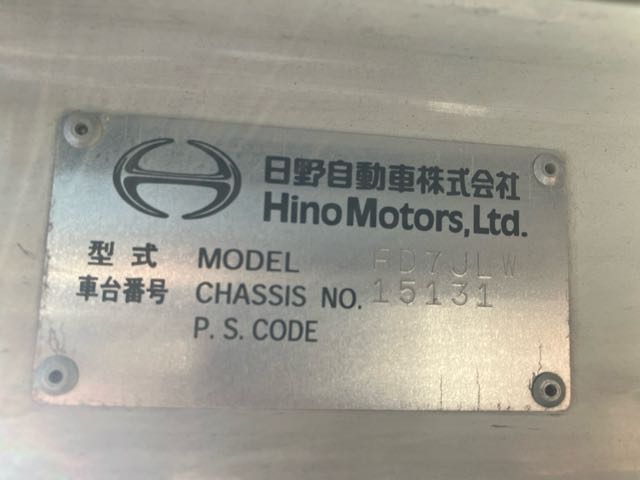 日野自動車株式会社
Hino Motors, Ltd.
型式 MODEL FD7JLW
車台番号 CHASSIS NO. 15131
P. S. CODE